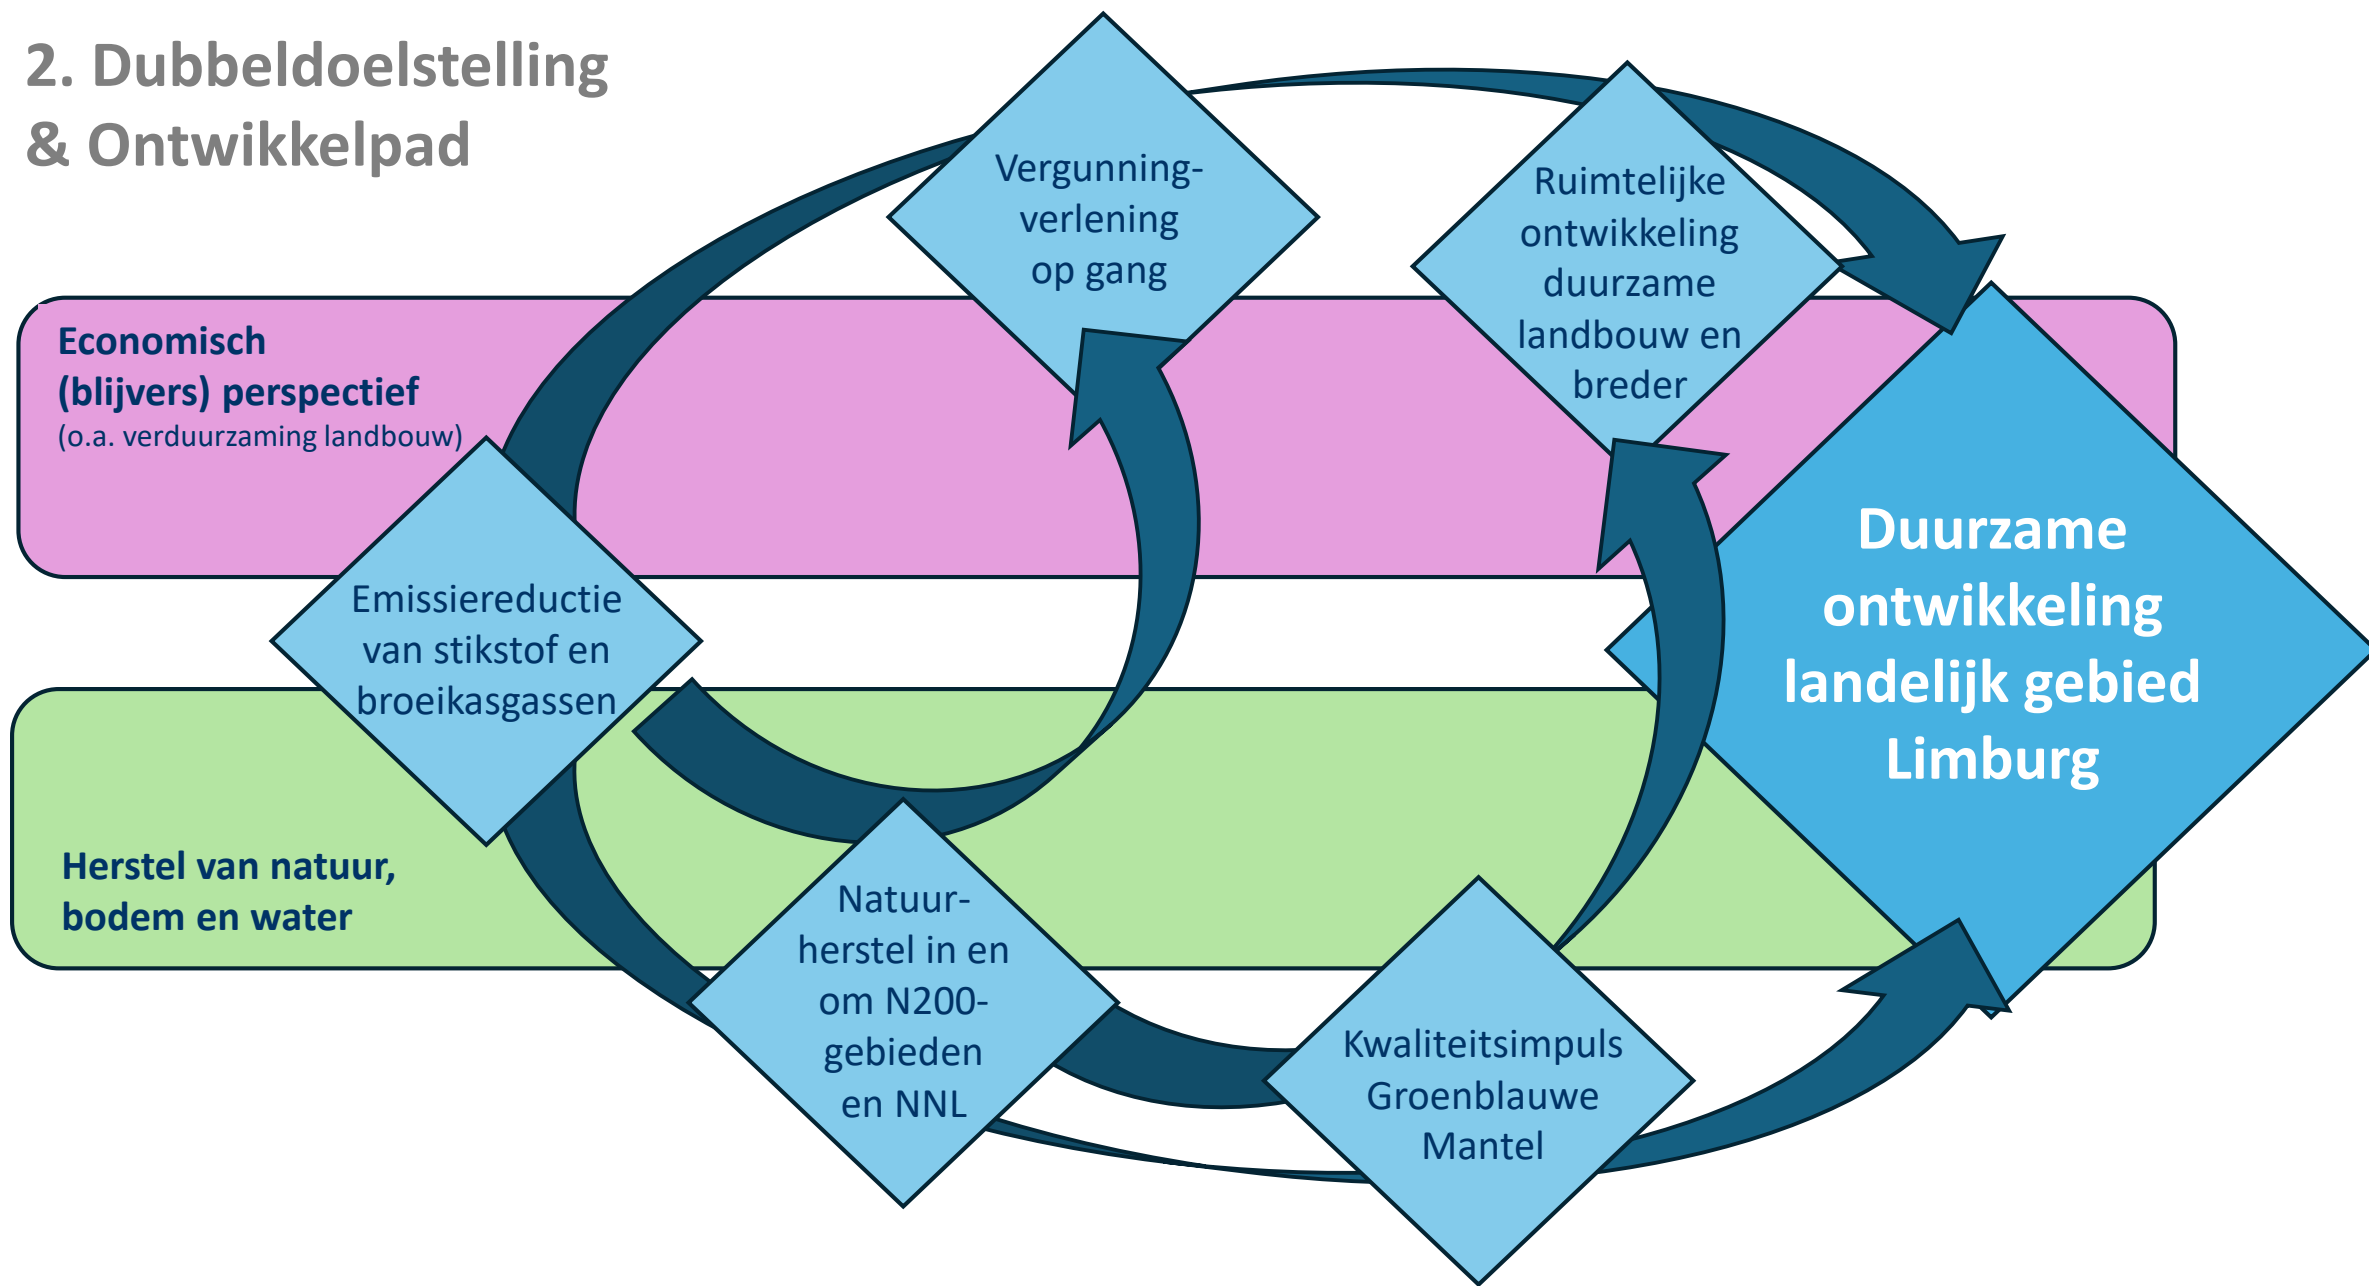 2. Dubbeldoelstelling
& Ontwikkelpad
Vergunning-
verlening
op gang
Ruimtelijke
ontwikkeling
duurzame
landbouw en
breder
Economisch
(blijvers) perspectief
(o.a. verduurzaming landbouw)
Emissiereductie
van stikstof en
broeikasgassen
Duurzame
ontwikkeling
landelijk gebied
Limburg
Herstel van natuur,
bodem en water
Natuur-
herstel in en
om N200-
gebieden
en NNL
Kwaliteitsimpuls
Groenblauwe
Mantel